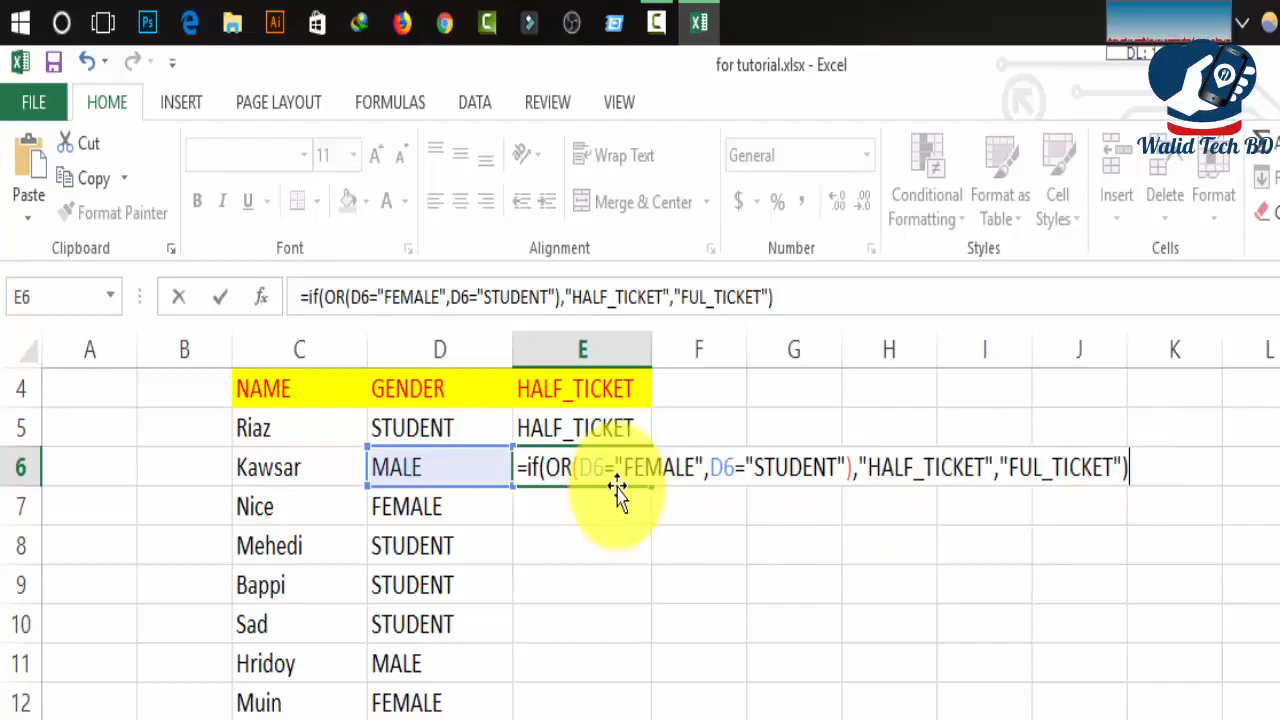 Ps
Ai
DL:
for tutorial.xlsx - Excel
FILE HOME INSERT PAGE LAYOUT FORMULAS DATA REVIEW VIEW
Walid Tech BD
Cut
Copy
Format Painter
Paste
11
B I U
Wrap Text
Merge & Center
General
$ % ,
Conditional Formatting
Format as Table
Cell Styles
Insert
Delete
Format
Clipboard Font Alignment Number Styles Cells
E6 fx =if(OR(D6="FEMALE",D6="STUDENT"),"HALF_TICKET","FUL_TICKET")
A B C D E F G H I J K L
4 NAME GENDER HALF_TICKET
5 Riaz STUDENT HALF_TICKET
6 Kawsar MALE =if(OR(D6="FEMALE",D6="STUDENT"),"HALF_TICKET","FUL_TICKET")
7 Nice FEMALE
8 Mehedi STUDENT
9 Bappi STUDENT
10 Sad STUDENT
11 Hridoy MALE
12 Muin FEMALE